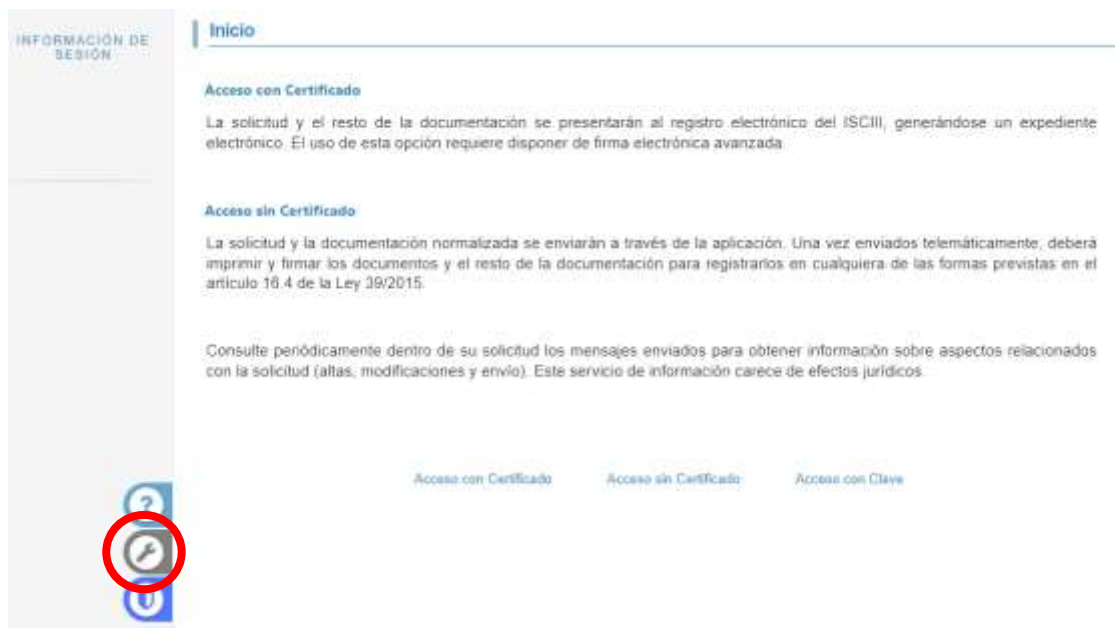 INFORMACIÓN DE
SESIÓN
Inicio
Acceso con Certificado
La solicitud y el resto de la documentación se presentarán al registro electrónico del ISCIII, generándose un expediente
electrónico. El uso de esta opción requiere disponer de firma electrónica avanzada.
Acceso sin Certificado
La solicitud y la documentación normalizada se enviarán a través de la aplicación. Una vez enviados telemáticamente, deberá
imprimir y firmar los documentos y el resto de la documentación para registrarlos en cualquiera de las formas previstas en el
artículo 16.4 de la Ley 39/2015.
Consulte periódicamente dentro de su solicitud los mensajes enviados para obtener información sobre aspectos relacionados
con la solicitud (altas, modificaciones y envío). Este servicio de información carece de efectos jurídicos.
Acceso con Certificado Acceso sin Certificado Acceso con Clave
?